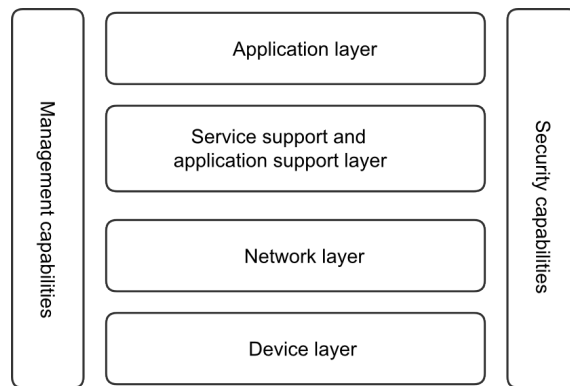 Management capabilities
Application layer
Service support and
application support layer
Network layer
Device layer
Security capabilities